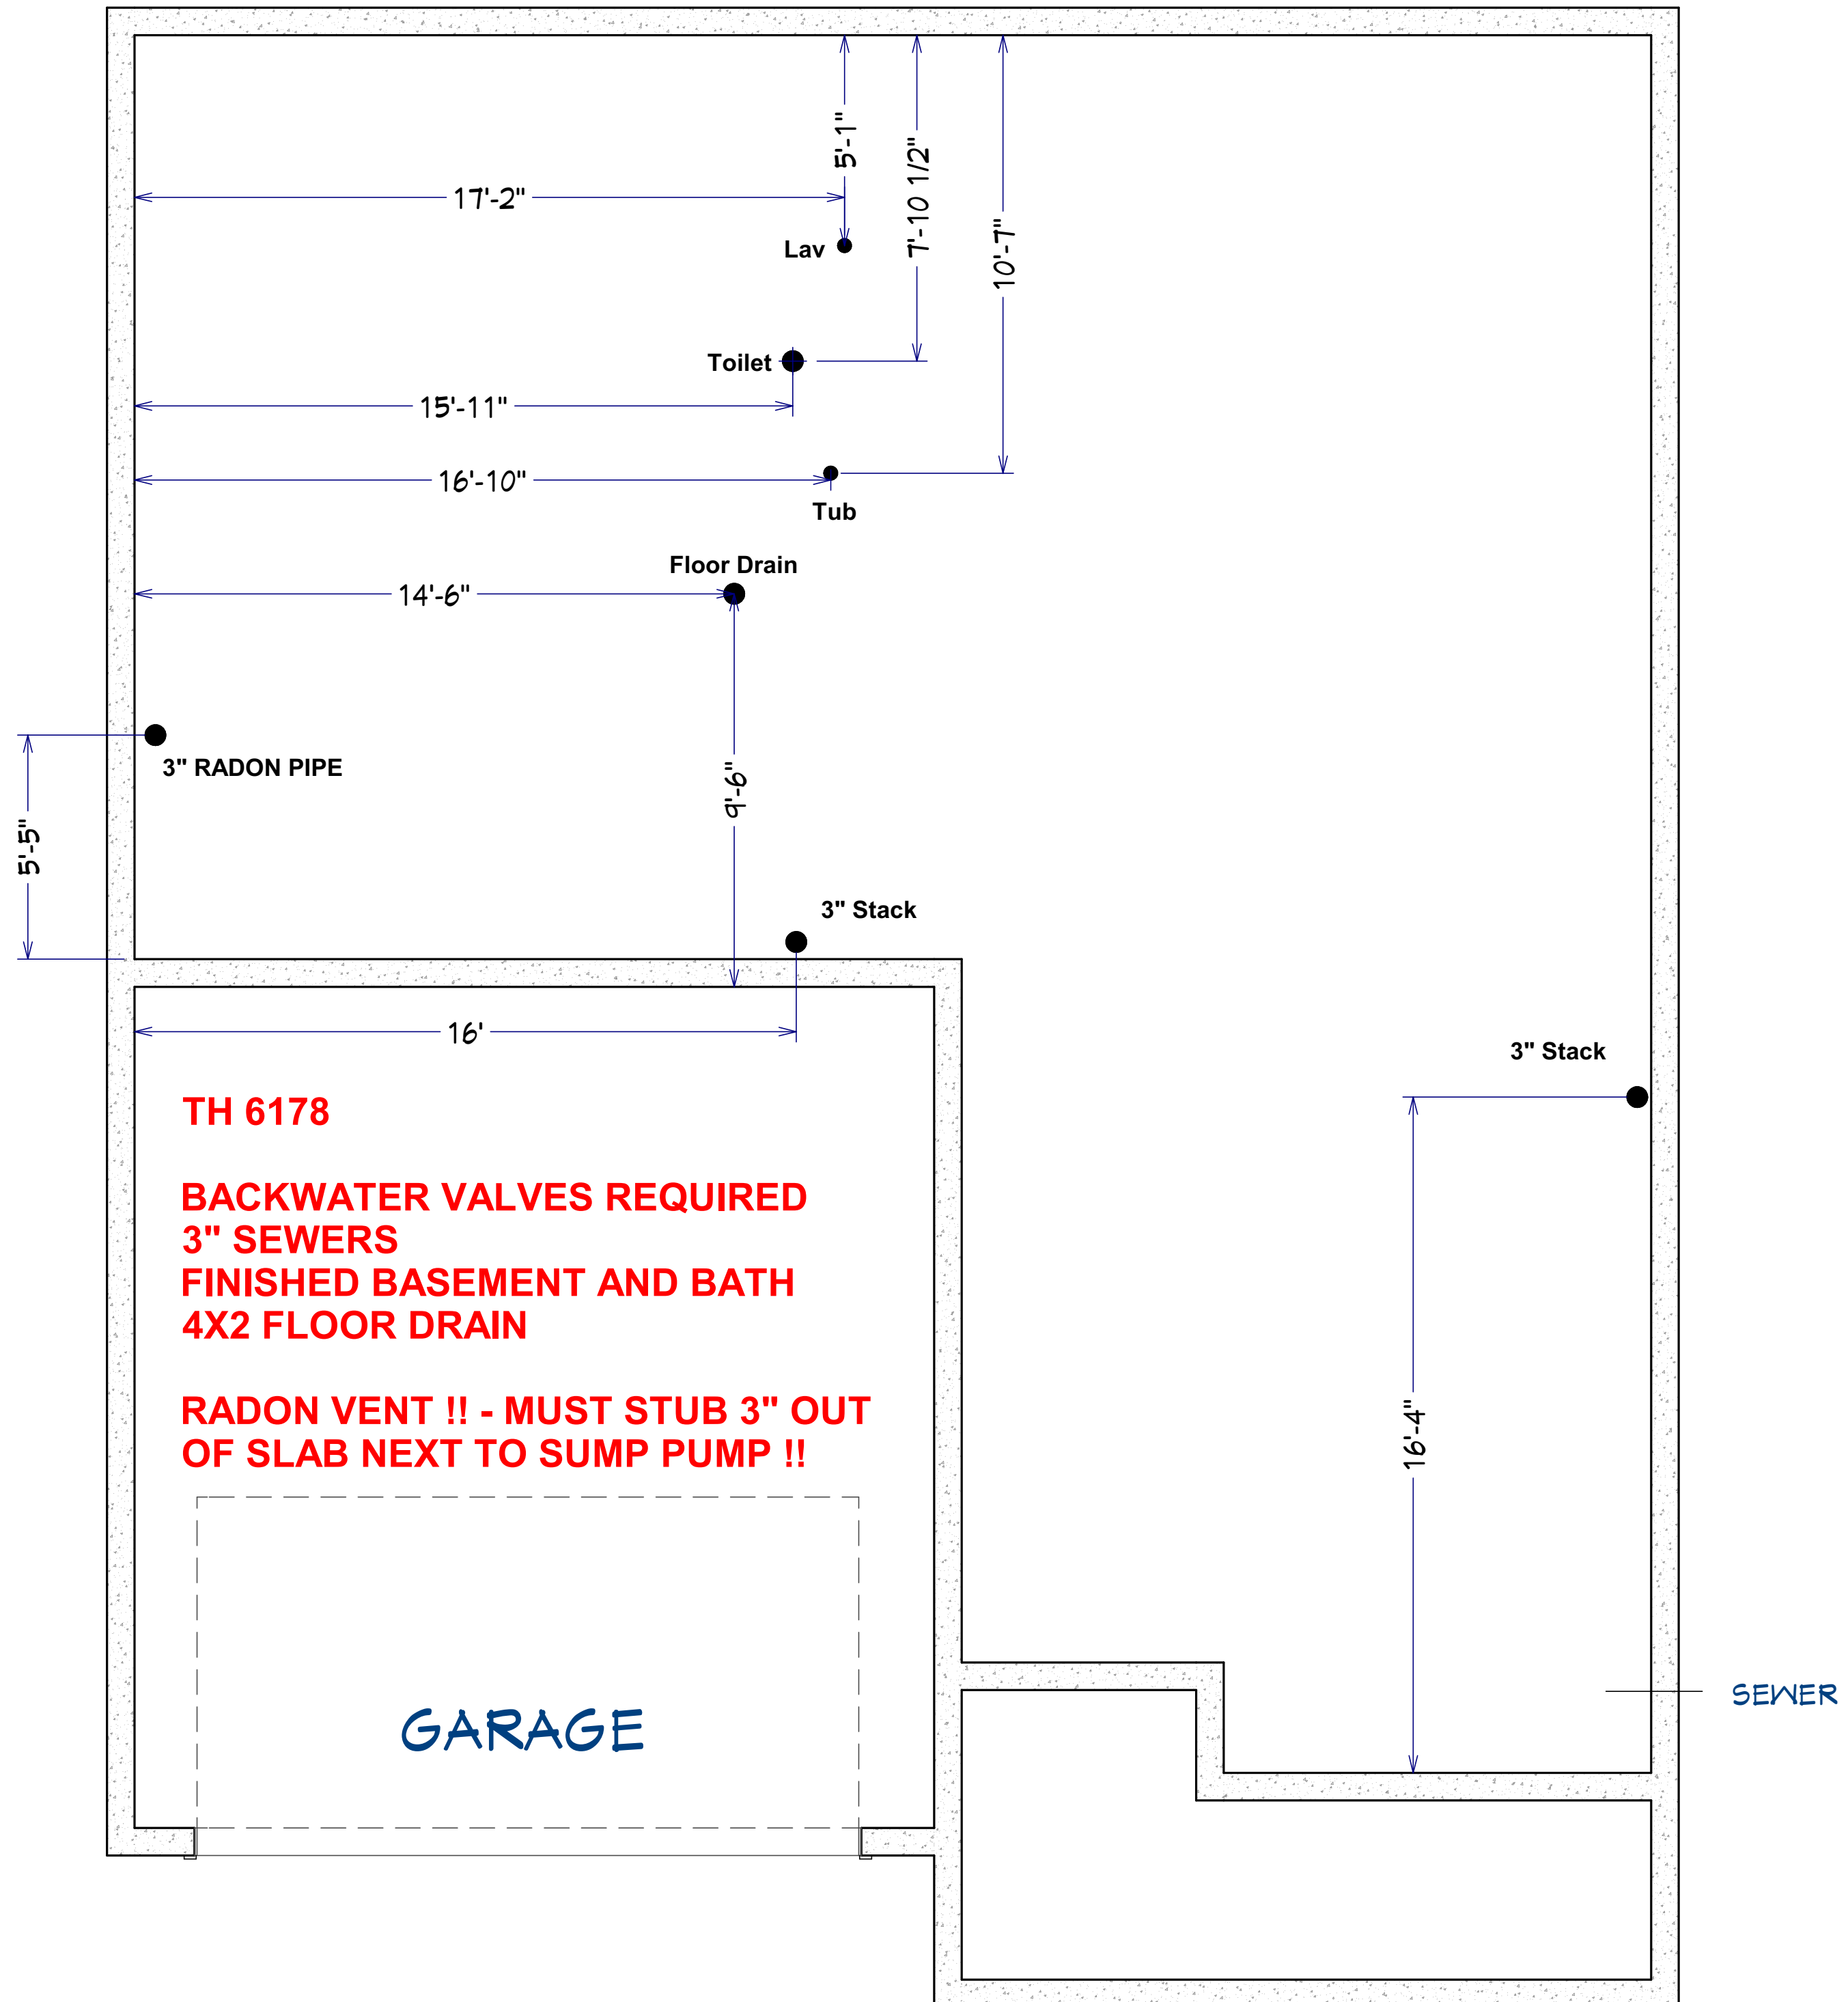 5'-1"
7'-10 1/2"
10'-7"
17'-2"
Lav
Toilet
15'-11"
16'-10"
Tub
Floor Drain
14'-6"
3" RADON PIPE
9'-6"
5'-5"
3" Stack
16'
3" Stack
TH 6178
BACKWATER VALVES REQUIRED
3" SEWERS
FINISHED BASEMENT AND BATH
4X2 FLOOR DRAIN
RADON VENT !! - MUST STUB 3" OUT
OF SLAB NEXT TO SUMP PUMP !!
16'-4"
SEWER
GARAGE